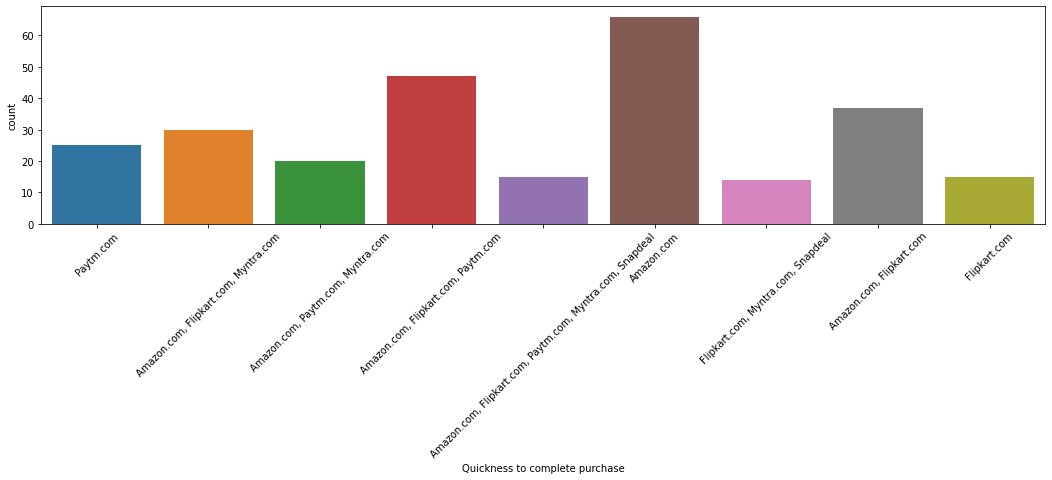 60
50
40
30
20
10
0
count
Paytm.com
Amazon.com, Flipkart.com, Myntra.com
Amazon.com, Paytm.com, Myntra.com
Amazon.com, Flipkart.com, Paytm.com
Amazon.com, Flipkart.com, Paytm.com, Myntra.com, Snapdeal
Amazon.com
Flipkart.com, Myntra.com, Snapdeal
Amazon.com, Flipkart.com
Flipkart.com
Quickness to complete purchase